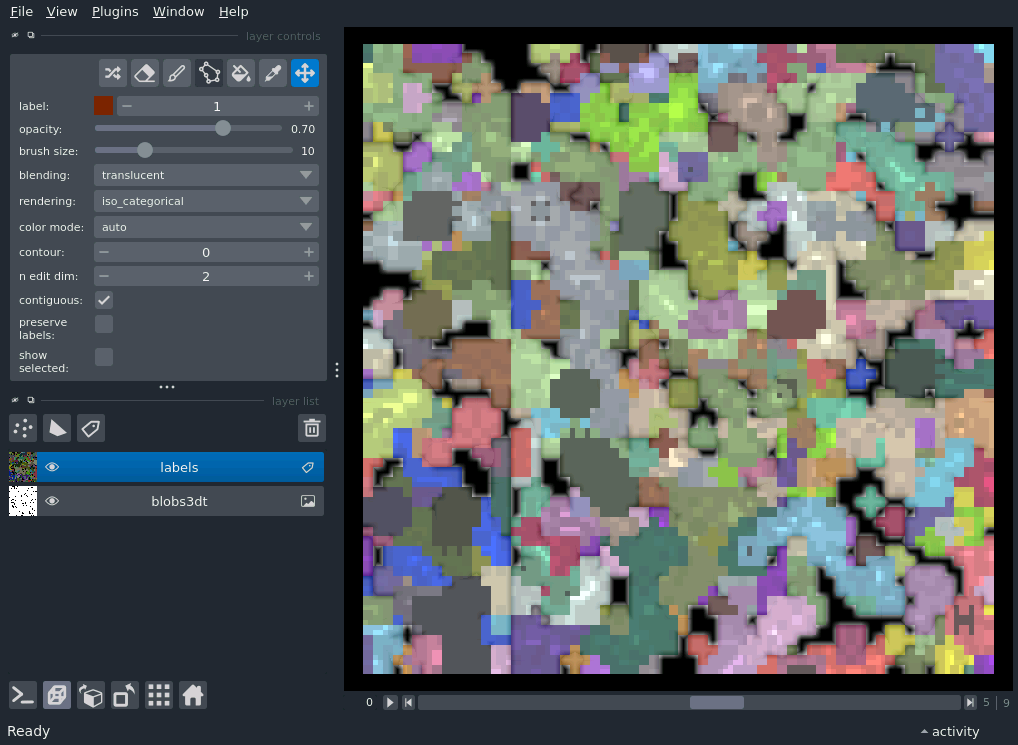 File View Plugins Window Help
layer controls
label: 1
opacity: 0.70
brush size: 10
blending: translucent
rendering: iso_categorical
color mode: auto
contour: 0
n edit dim: 2
contiguous:
preserve
labels:
show
selected:
layer list
labels
blobs3dt
0 5 9
Ready activity